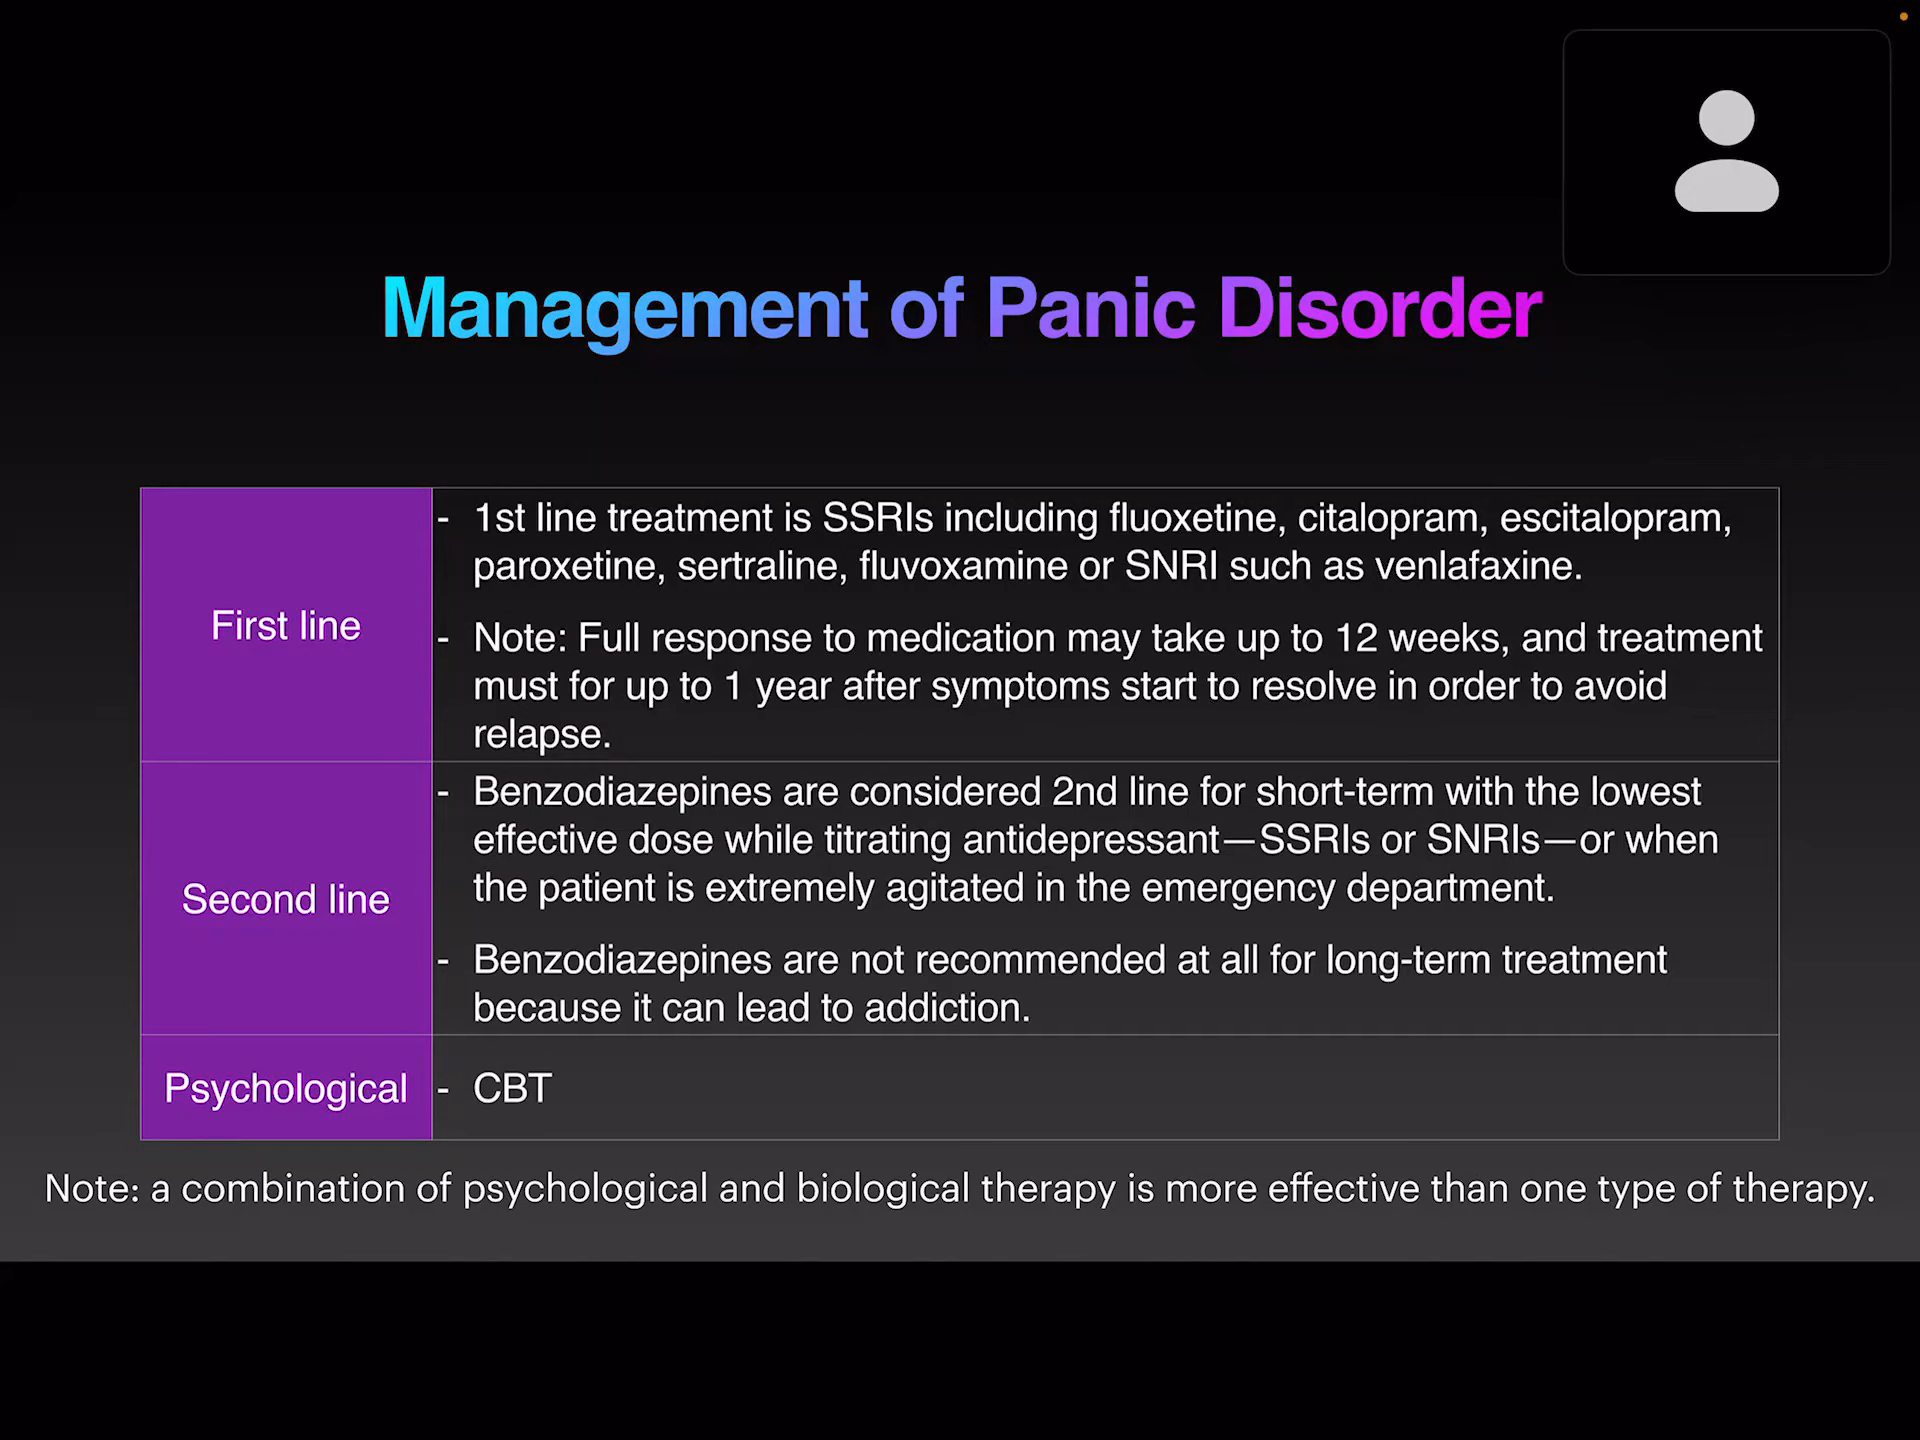 Management of Panic Disorder
First line
- 1st line treatment is SSRIs including fluoxetine, citalopram, escitalopram,
paroxetine, sertraline, fluvoxamine or SNRI such as venlafaxine.
- Note: Full response to medication may take up to 12 weeks, and treatment
must for up to 1 year after symptoms start to resolve in order to avoid
relapse.
Second line
- Benzodiazepines are considered 2nd line for short-term with the lowest
effective dose while titrating antidepressant—SSRIs or SNRIs—or when
the patient is extremely agitated in the emergency department.
- Benzodiazepines are not recommended at all for long-term treatment
because it can lead to addiction.
Psychological
- CBT
Note: a combination of psychological and biological therapy is more effective than one type of therapy.